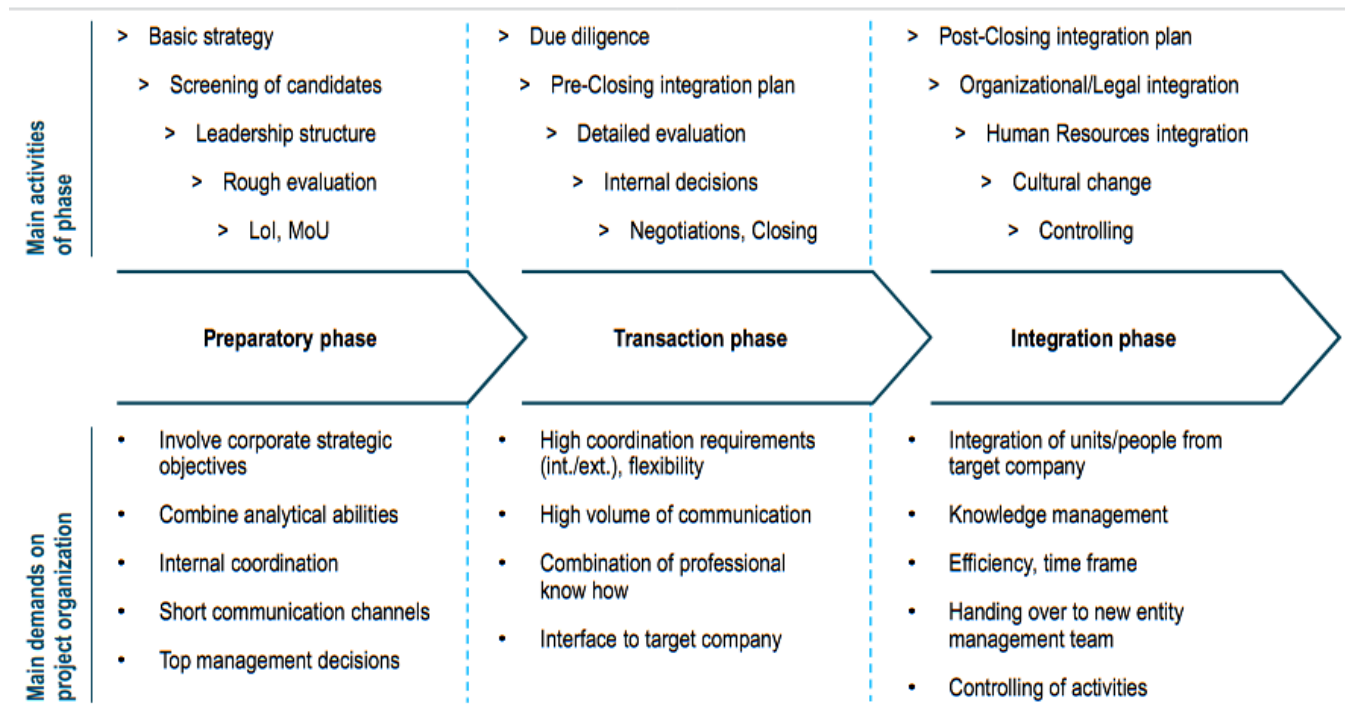 Main activities
of phase
> Basic strategy
> Screening of candidates
> Leadership structure
> Rough evaluation
> LoI, MoU
> Due diligence
> Pre-Closing integration plan
> Detailed evaluation
> Internal decisions
> Negotiations, Closing
> Post-Closing integration plan
> Organizational/Legal integration
> Human Resources integration
> Cultural change
> Controlling
Preparatory phase
Transaction phase
Integration phase
Main demands on
project organization
• Involve corporate strategic
objectives
• Combine analytical abilities
• Internal coordination
• Short communication channels
• Top management decisions
• High coordination requirements
(int./ext.), flexibility
• High volume of communication
• Combination of professional
know how
• Interface to target company
• Integration of units/people from
target company
• Knowledge management
• Efficiency, time frame
• Handing over to new entity
management team
• Controlling of activities